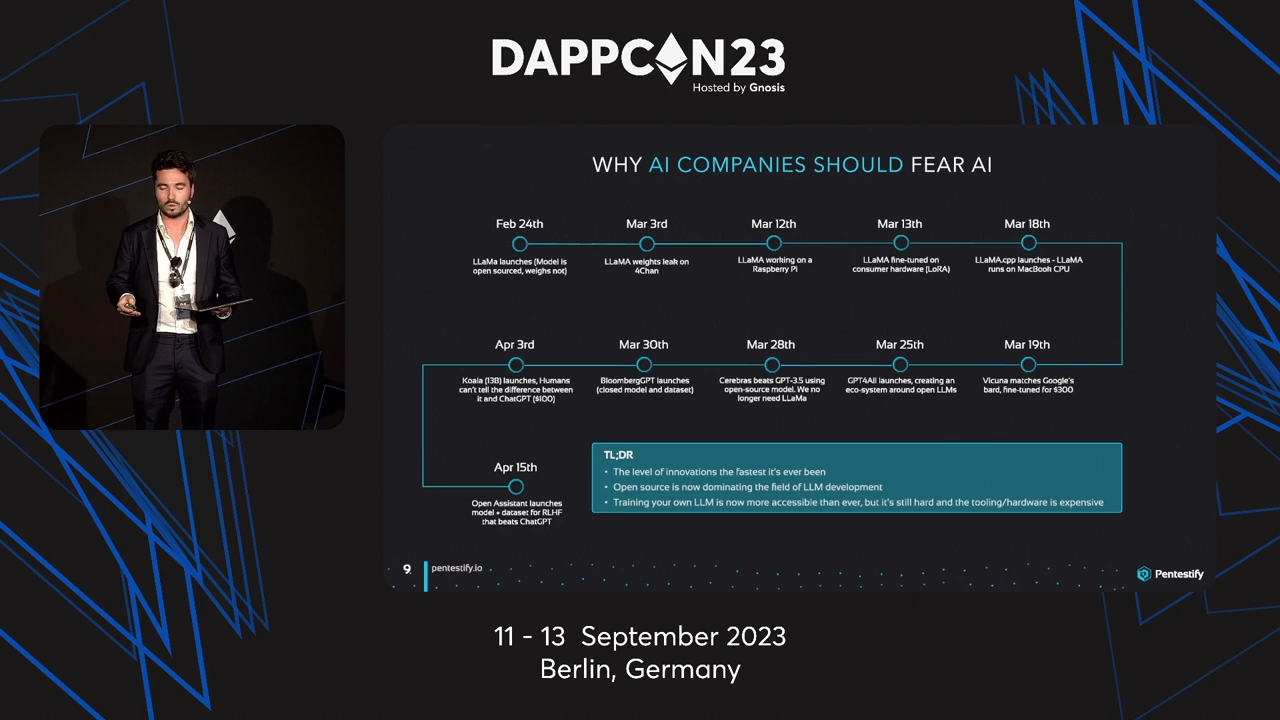 DAPPCON23
Hosted by Gnosis
WHY AI COMPANIES SHOULD FEAR AI
Feb 24th
LLaMa launches (Model is
open sourced, weighs not)
Mar 3rd
LLaMA weights leak on
4Chan
Mar 12th
LLaMA working on a
Raspberry Pi
Mar 13th
LLaMA fine-tuned on
consumer hardware (LoRA)
Mar 18th
LLaMA.cpp launches - LLaMA
runs on MacBook CPU
Apr 3rd
Koala (13B) launches, Humans
can't tell the difference between
it and ChatGPT ($100)
Mar 30th
BloombergGPT launches
(closed model and dataset)
Mar 28th
Cerebras beats GPT-3.5 using
open-source model. We no
longer need LLaMa
Mar 25th
GPT4All launches, creating an
eco-system around open LLMs
Mar 19th
Vicuna matches Google's
bard, fine-tuned for $300
Apr 15th
Open Assistant launches
model + dataset for RLHF
that beats ChatGPT
TL;DR
• The level of innovations the fastest it's ever been
• Open source is now dominating the field of LLM development
• Training your own LLM is now more accessible than ever, but it's still hard and the tooling/hardware is expensive
9
pentestify.io
Pentestify
11 - 13 September 2023
Berlin, Germany